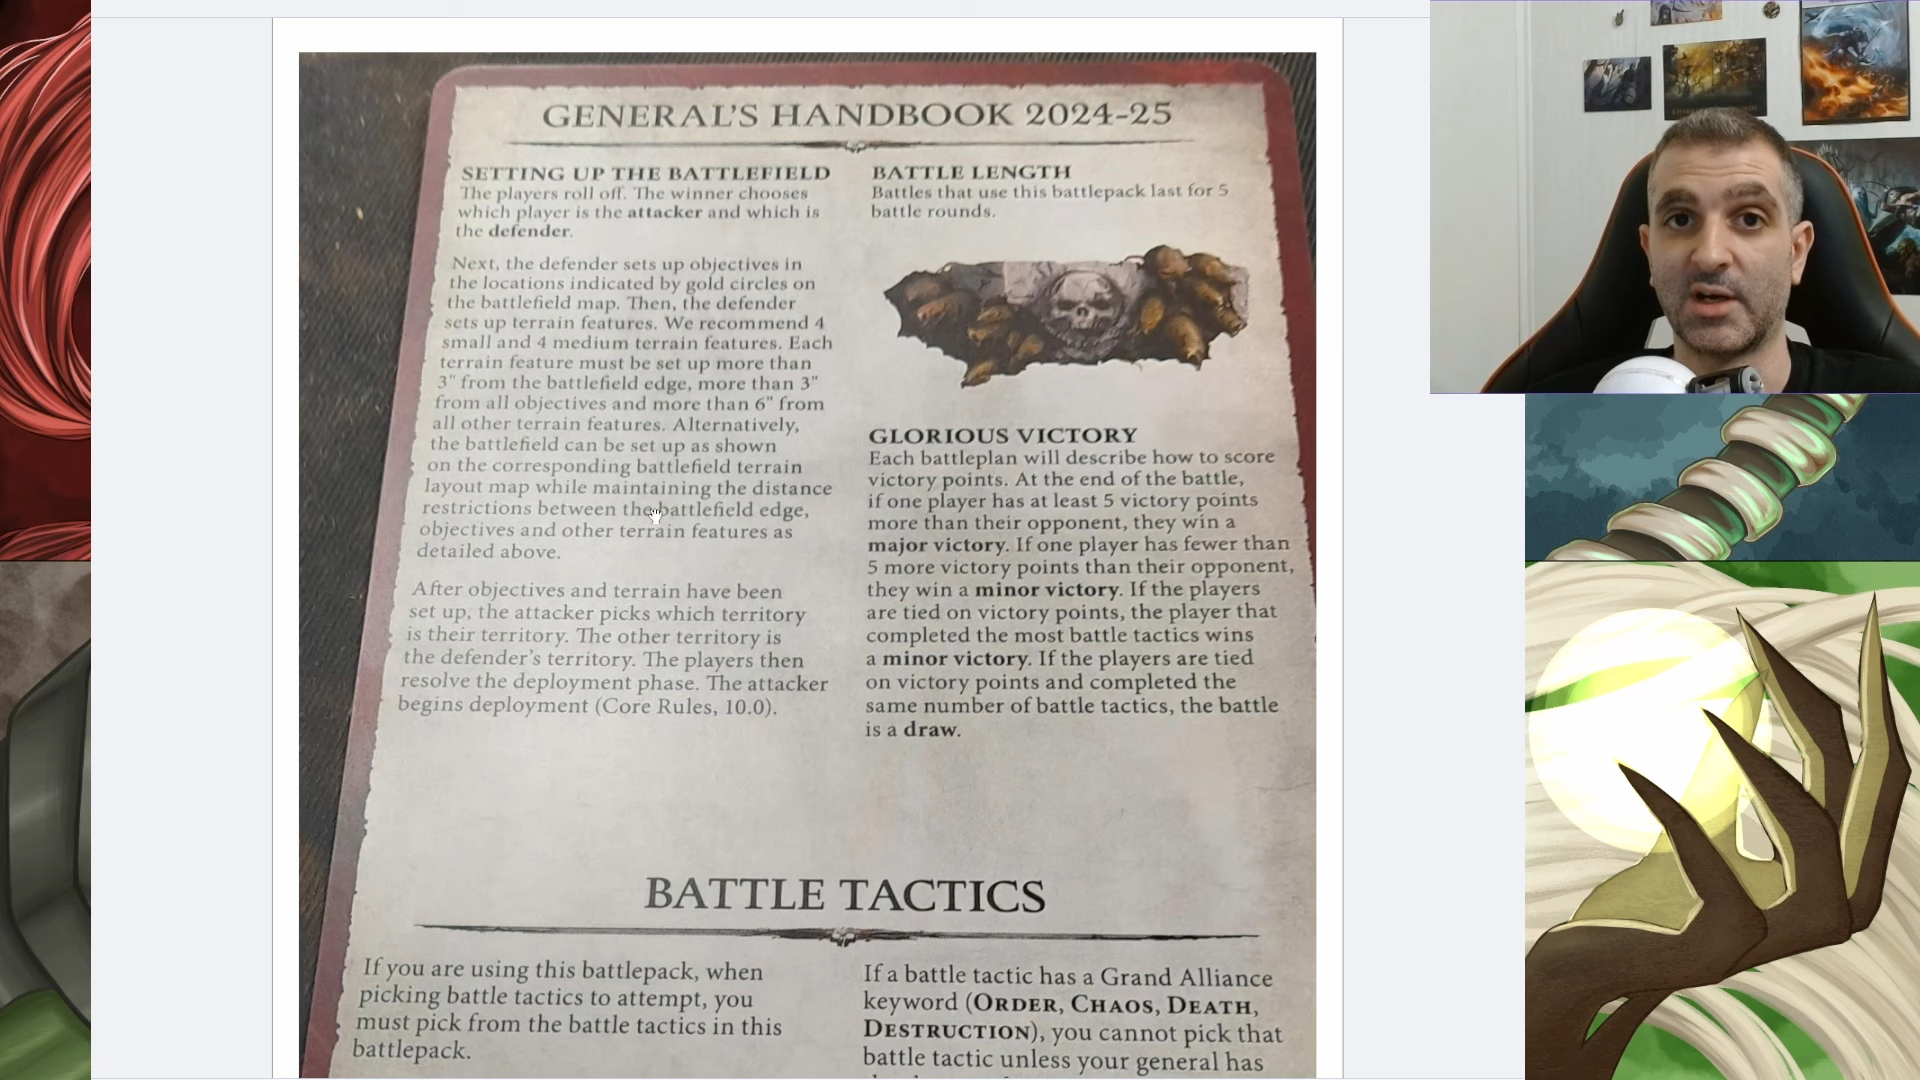 GENERAL'S HANDBOOK 2024-25
SETTING UP THE BATTLEFIELD
The players roll off. The winner chooses
which player is the attacker and which is
the defender.
Next, the defender sets up objectives in
the locations indicated by gold circles on
the battlefield map. Then, the defender
sets up terrain features. We recommend 4
small and 4 medium terrain features. Each
terrain feature must be set up more than
3" from the battlefield edge, more than 3"
from all objectives and more than 6" from
all other terrain features. Alternatively,
the battlefield can be set up as shown
on the corresponding battlefield terrain
layout map while maintaining the distance
restrictions between the battlefield edge,
objectives and other terrain features as
detailed above.
After objectives and terrain have been
set up, the attacker picks which territory
is their territory. The other territory is
the defender's territory. The players then
resolve the deployment phase. The attacker
begins deployment (Core Rules, 10.0).
BATTLE LENGTH
Battles that use this battlepack last for 5
battle rounds.
GLORIOUS VICTORY
Each battleplan will describe how to score
victory points. At the end of the battle,
if one player has at least 5 victory points
more than their opponent, they win a
major victory. If one player has fewer than
5 more victory points than their opponent,
they win a minor victory. If the players
are tied on victory points, the player that
completed the most battle tactics wins
a minor victory. If the players are tied
on victory points and completed the
same number of battle tactics, the battle
is a draw.
BATTLE TACTICS
If you are using this battlepack, when
picking battle tactics to attempt, you
must pick from the battle tactics in this
battlepack.
If a battle tactic has a Grand Alliance
keyword (ORDER, CHAOS, DEATH,
DESTRUCTION), you cannot pick that
battle tactic unless your general has